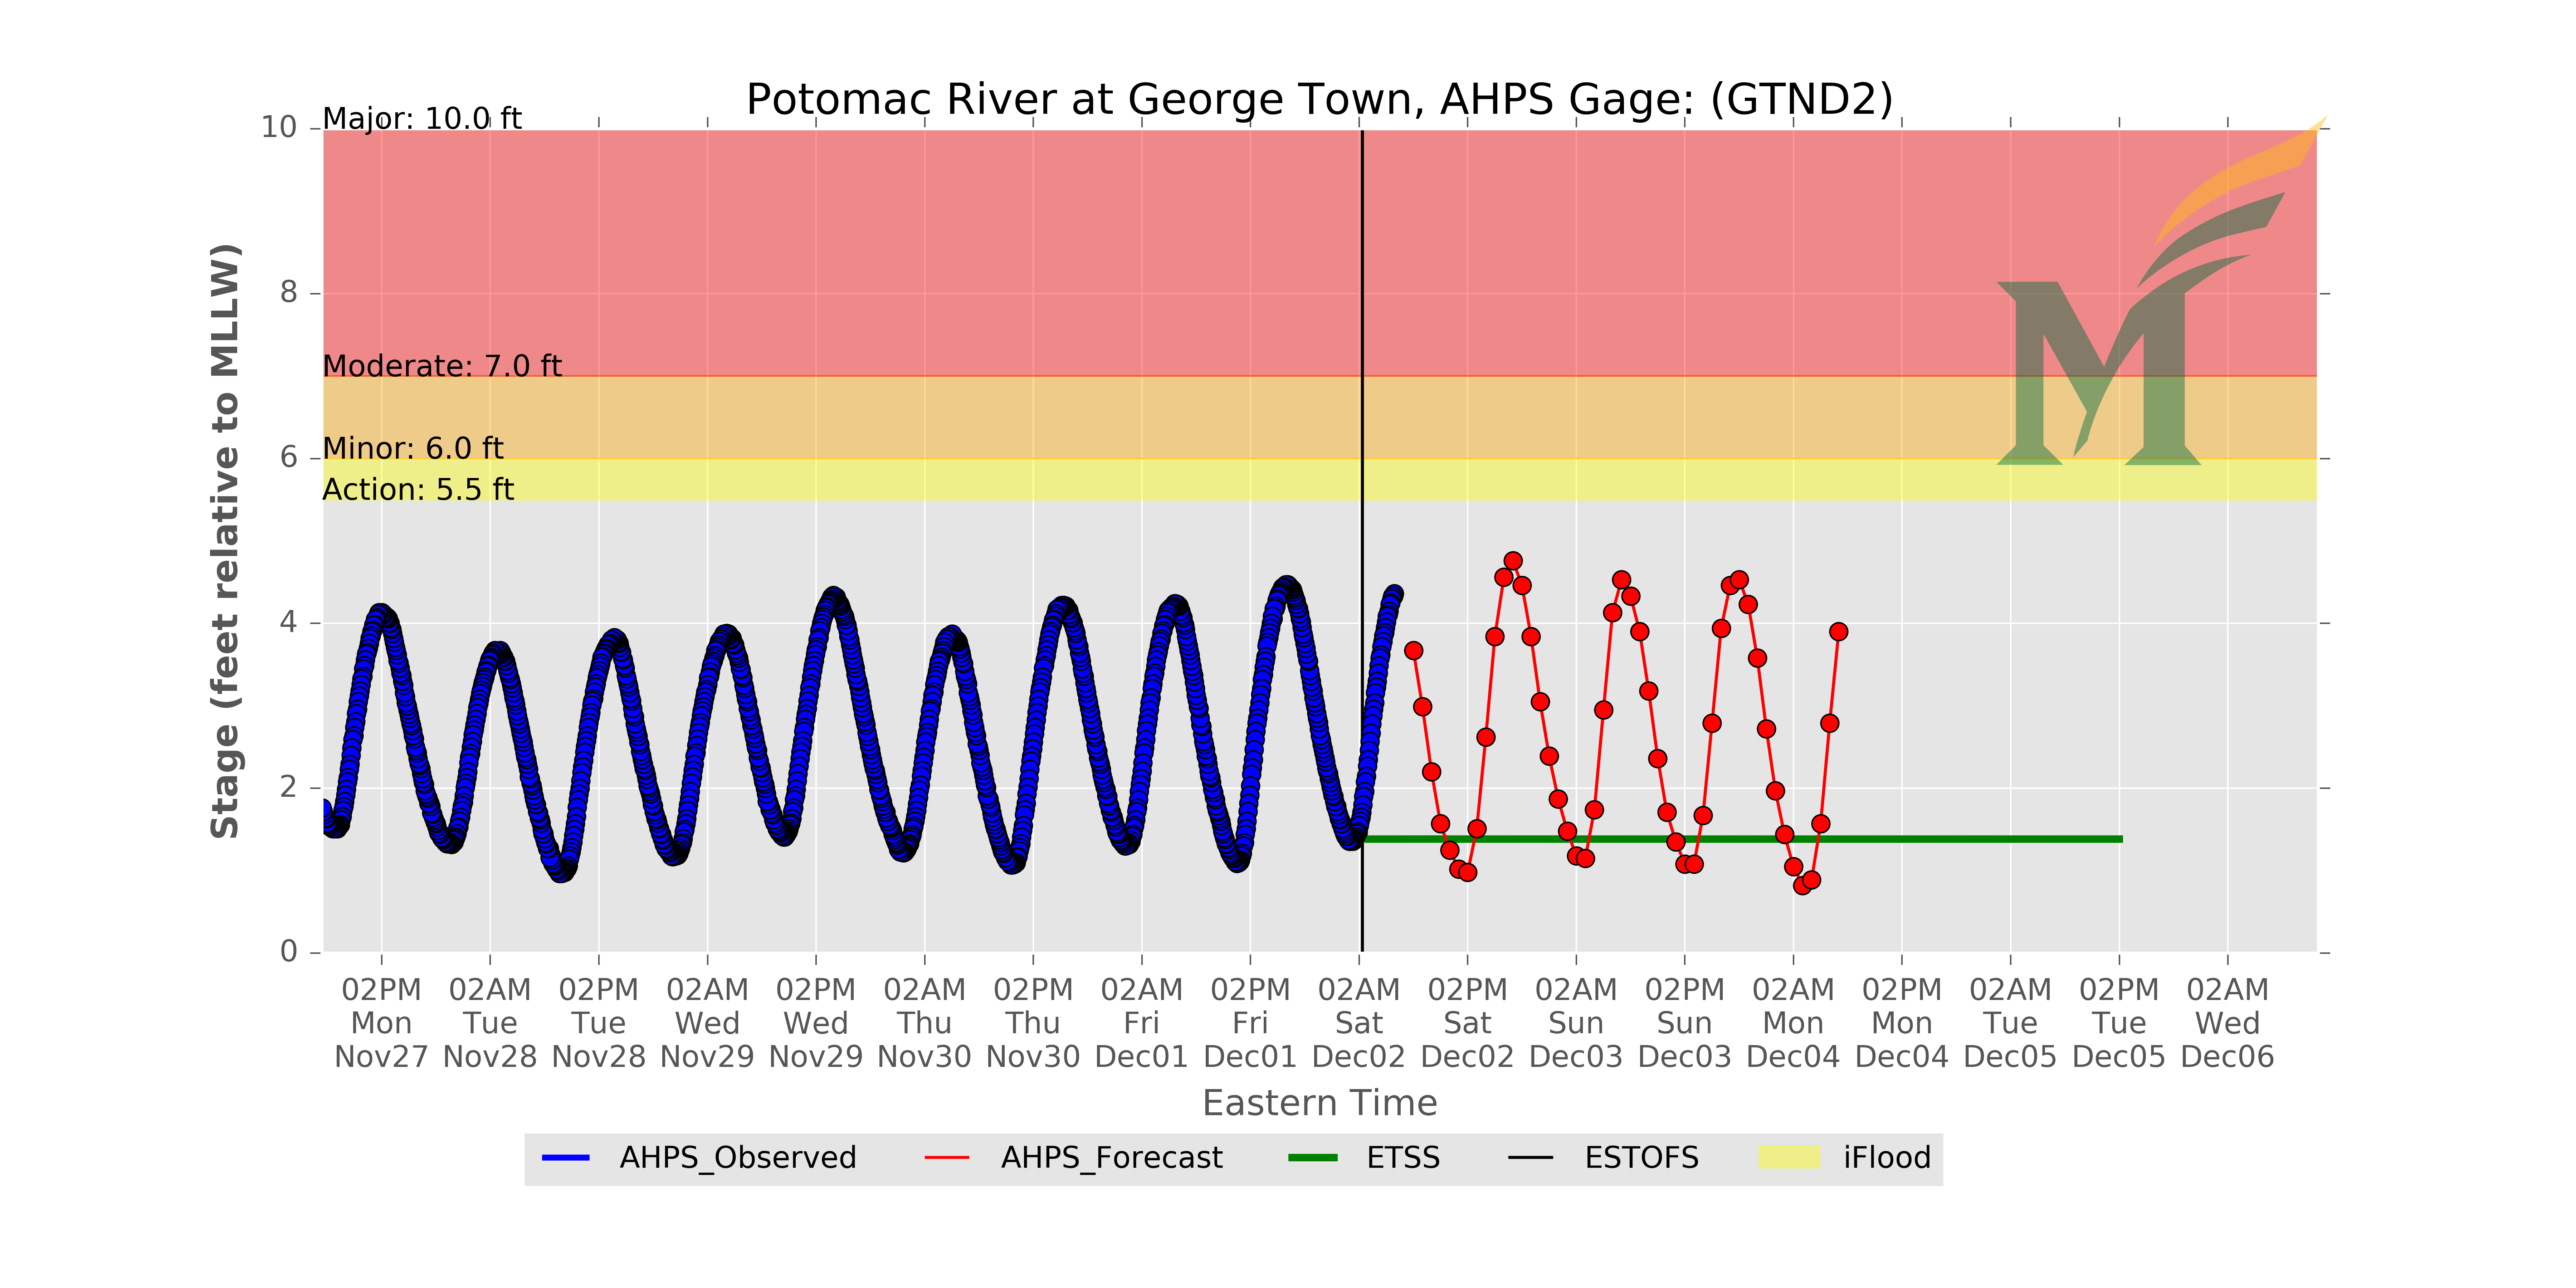 Potomac River at George Town, AHPS Gage: (GTND2)
Major: 10.0 ft
Moderate: 7.0 ft
Minor: 6.0 ft
Action: 5.5 ft
Stage (feet relative to MLLW)
10
8
6
4
2
0
02PM 02AM 02PM 02AM 02PM 02AM 02PM 02AM 02PM 02AM 02PM 02AM 02PM 02AM 02PM 02AM 02PM 02AM
Mon Tue Tue Wed Wed Thu Thu Fri Fri Sat Sat Sun Sun Mon Mon Tue Tue Wed
Nov27 Nov28 Nov28 Nov29 Nov29 Nov30 Nov30 Dec01 Dec01 Dec02 Dec02 Dec03 Dec03 Dec04 Dec04 Dec05 Dec05 Dec06
Eastern Time
AHPS_Observed AHPS_Forecast ETSS ESTOFS iFlood
M